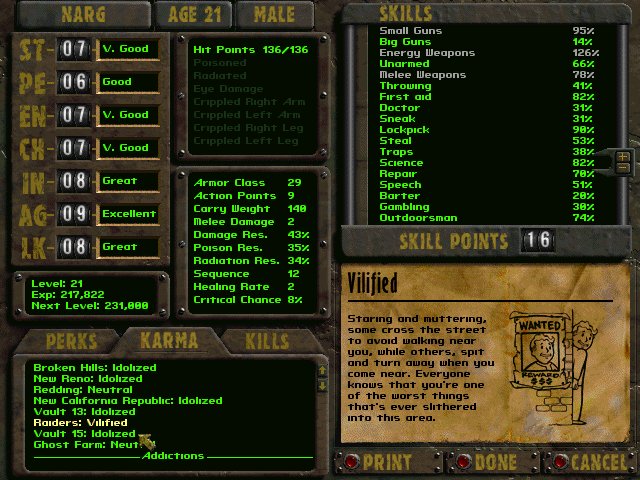 NARG
AGE 21
MALE
ST 07 V. Good
PE 06 Good
EN 07 V. Good
CH 07 V. Good
IN 08 Great
AG 09 Excellent
LK 08 Great
Hit Points 136/136
Poisoned
Radiated
Eye Damage
Crippled Right Arm
Crippled Left Arm
Crippled Right Leg
Crippled Left Leg
Armor Class 29
Action Points 9
Carry Weight 140
Melee Damage 2
Damage Res. 43%
Poison Res. 35%
Radiation Res. 34%
Sequence 12
Healing Rate 2
Critical Chance 8%
Level: 21
Exp: 217,822
Next Level: 231,000
PERKS
KARMA
KILLS
Broken Hills: Idolized
New Reno: Idolized
Redding: Neutral
New California Republic: Idolized
Vault 13: Idolized
Raiders: Vilified
Vault 15: Idolized
Ghost Farm: Neut
Addictions
SKILLS
Small Guns 95%
Big Guns 14%
Energy Weapons 126%
Unarmed 66%
Melee Weapons 78%
Throwing 41%
First aid 82%
Doctor 31%
Sneak 31%
Lockpick 90%
Steal 53%
Traps 38%
Science 82%
Repair 70%
Speech 51%
Barter 20%
Gambling 30%
Outdoorsman 74%
SKILL POINTS 16
Vilified
Staring and muttering,
some cross the street
to avoid walking near
you, while others, spit
and turn away when you
come near. Everyone
knows that you're one
of the worst things
that's ever slithered
into this area.
WANTED
REWARD
$$$
PRINT
DONE
CANCEL